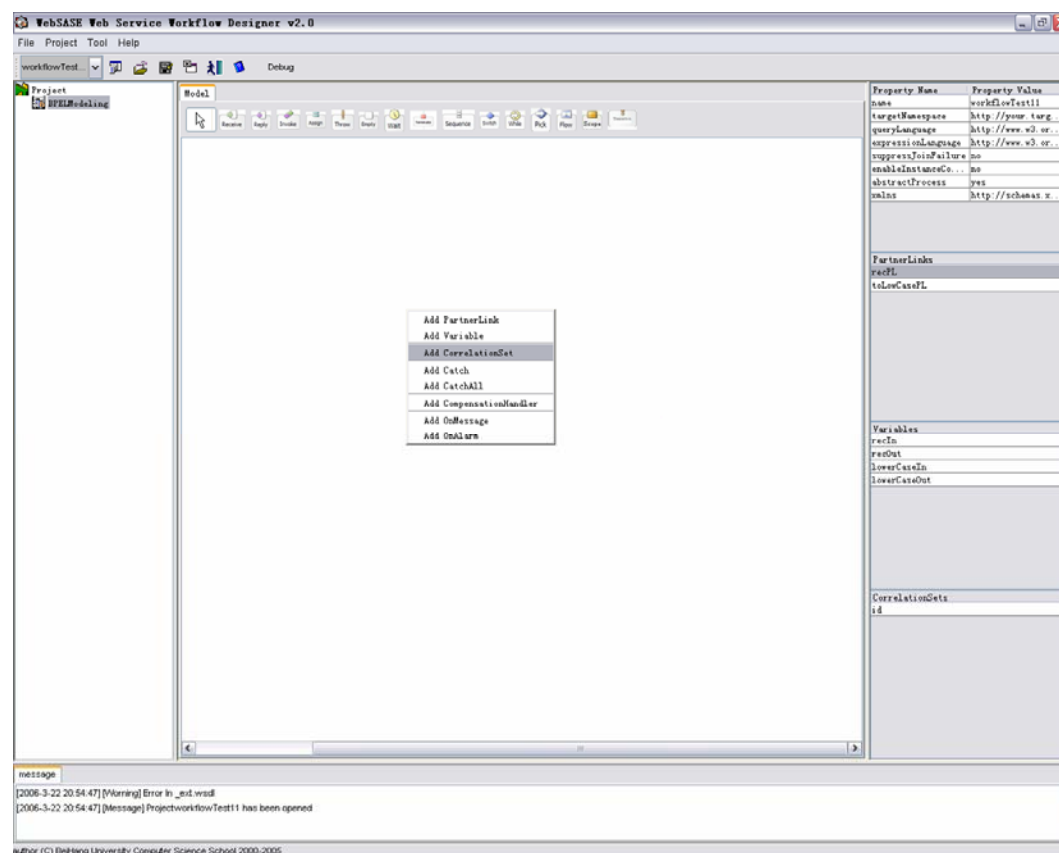 WebSASE Web Service Workflow Designer v2.0
File Project Tool Help
workflowTest... Debug
Project
BPELModeling
Model
Receive Reply Invoke Assign Throw Empty Wait Sequence Switch While Pick Flow Scope
Property Name Property Value
name workflowTest11
targetNamespace http://your.targ...
queryLanguage http://www.w3.or...
expressionLanguage http://www.w3.or...
suppressJoinFailure no
enableInstanceCo... no
abstractProcess yes
xmlns http://schemas.x...
PartnerLinks
recPL
toLowCasePL
Add PartnerLink
Add Variable
Add CorrelationSet
Add Catch
Add CatchAll
Add CompensationHandler
Add OnMessage
Add OnAlarm
Variables
recIn
recOut
lowerCaseIn
lowerCaseOut
CorrelationSets
id
message
[2006-3-22 20:54:47] [Worning] Error In _ext.wsdl
[2006-3-22 20:54:47] [Message] ProjectworkflowTest11 has been opened
author (C) BeiHang University Computer Science School 2000-2005